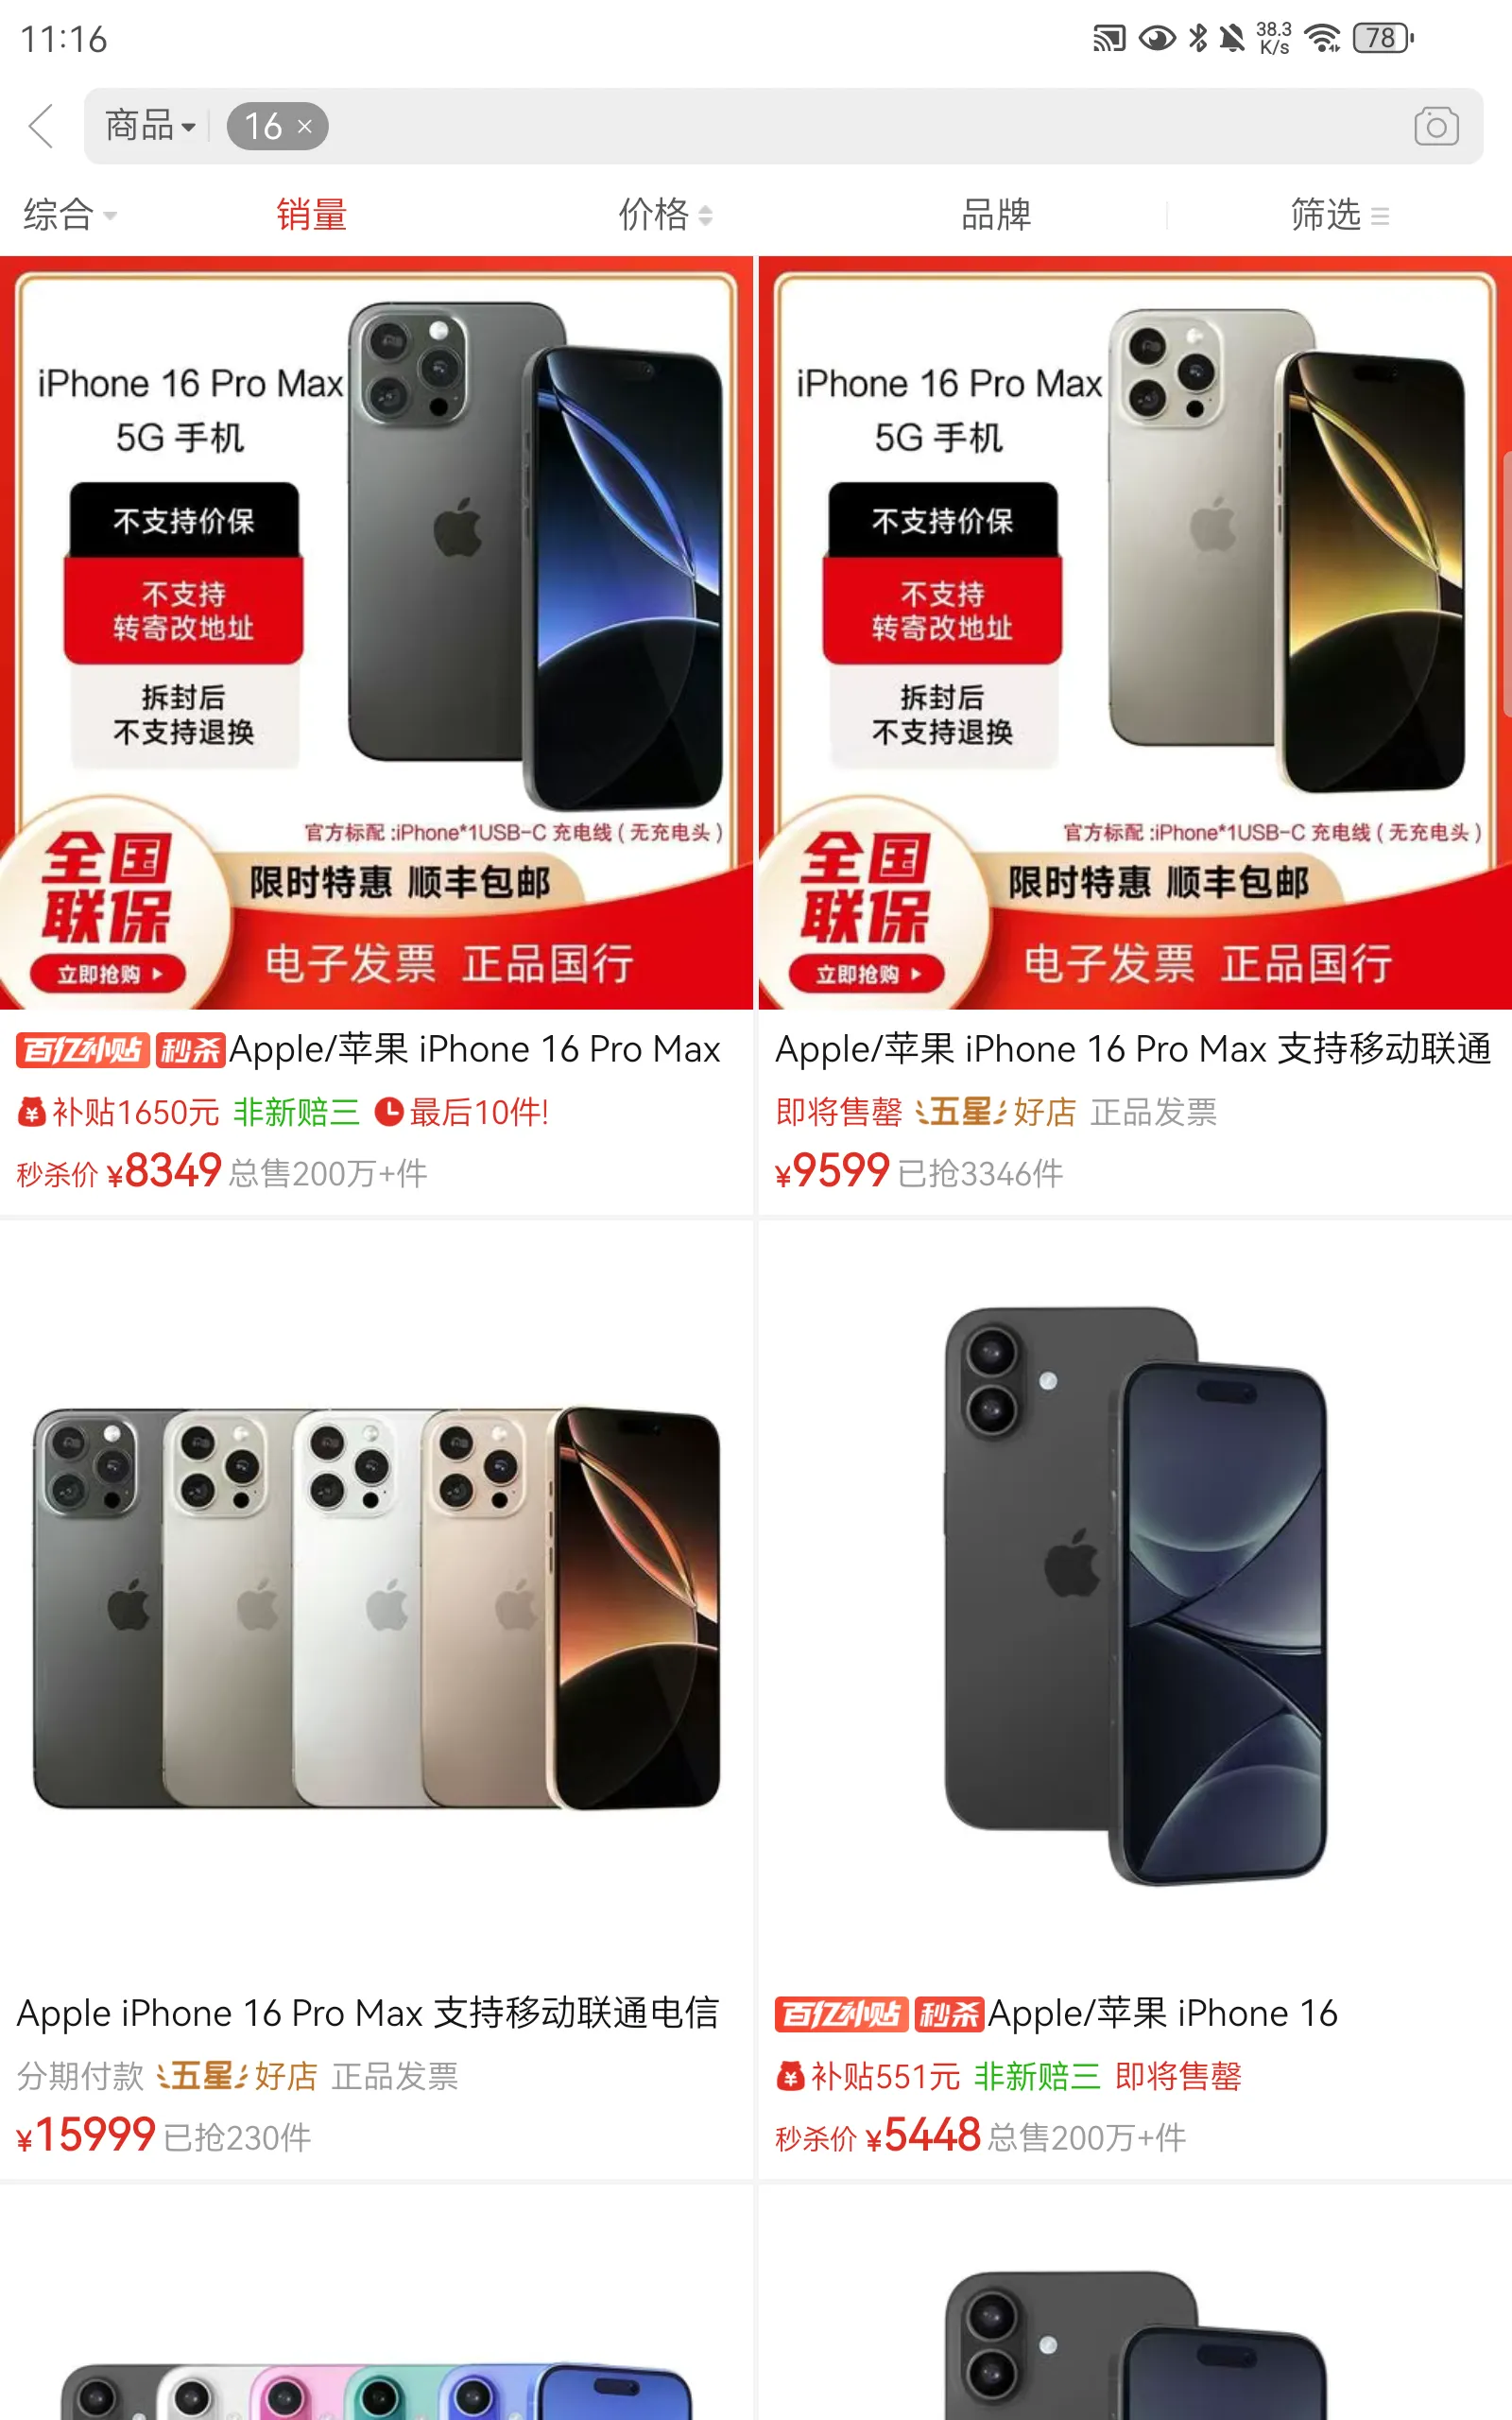 11:16
38.3
K/s
78
商品
16 ×
综合
销量
价格
品牌
筛选
iPhone 16 Pro Max
5G 手机
不支持价保
不支持
转寄改地址
拆封后
不支持退换
官方标配 :iPhone*1USB-C 充电线 ( 无充电头 )
全国
联保
立即抢购
限时特惠 顺丰包邮
电子发票 正品国行
iPhone 16 Pro Max
5G 手机
不支持价保
不支持
转寄改地址
拆封后
不支持退换
官方标配 :iPhone*1USB-C 充电线 ( 无充电头 )
全国
联保
立即抢购
限时特惠 顺丰包邮
电子发票 正品国行
百亿补贴 秒杀 Apple/苹果 iPhone 16 Pro Max
补贴1650元 非新赔三 最后10件!
秒杀价 ¥8349 总售200万+件
Apple/苹果 iPhone 16 Pro Max 支持移动联通
即将售罄 五星好店 正品发票
¥9599 已抢3346件
Apple iPhone 16 Pro Max 支持移动联通电信
分期付款 五星好店 正品发票
¥15999 已抢230件
百亿补贴 秒杀 Apple/苹果 iPhone 16
补贴551元 非新赔三 即将售罄
秒杀价 ¥5448 总售200万+件